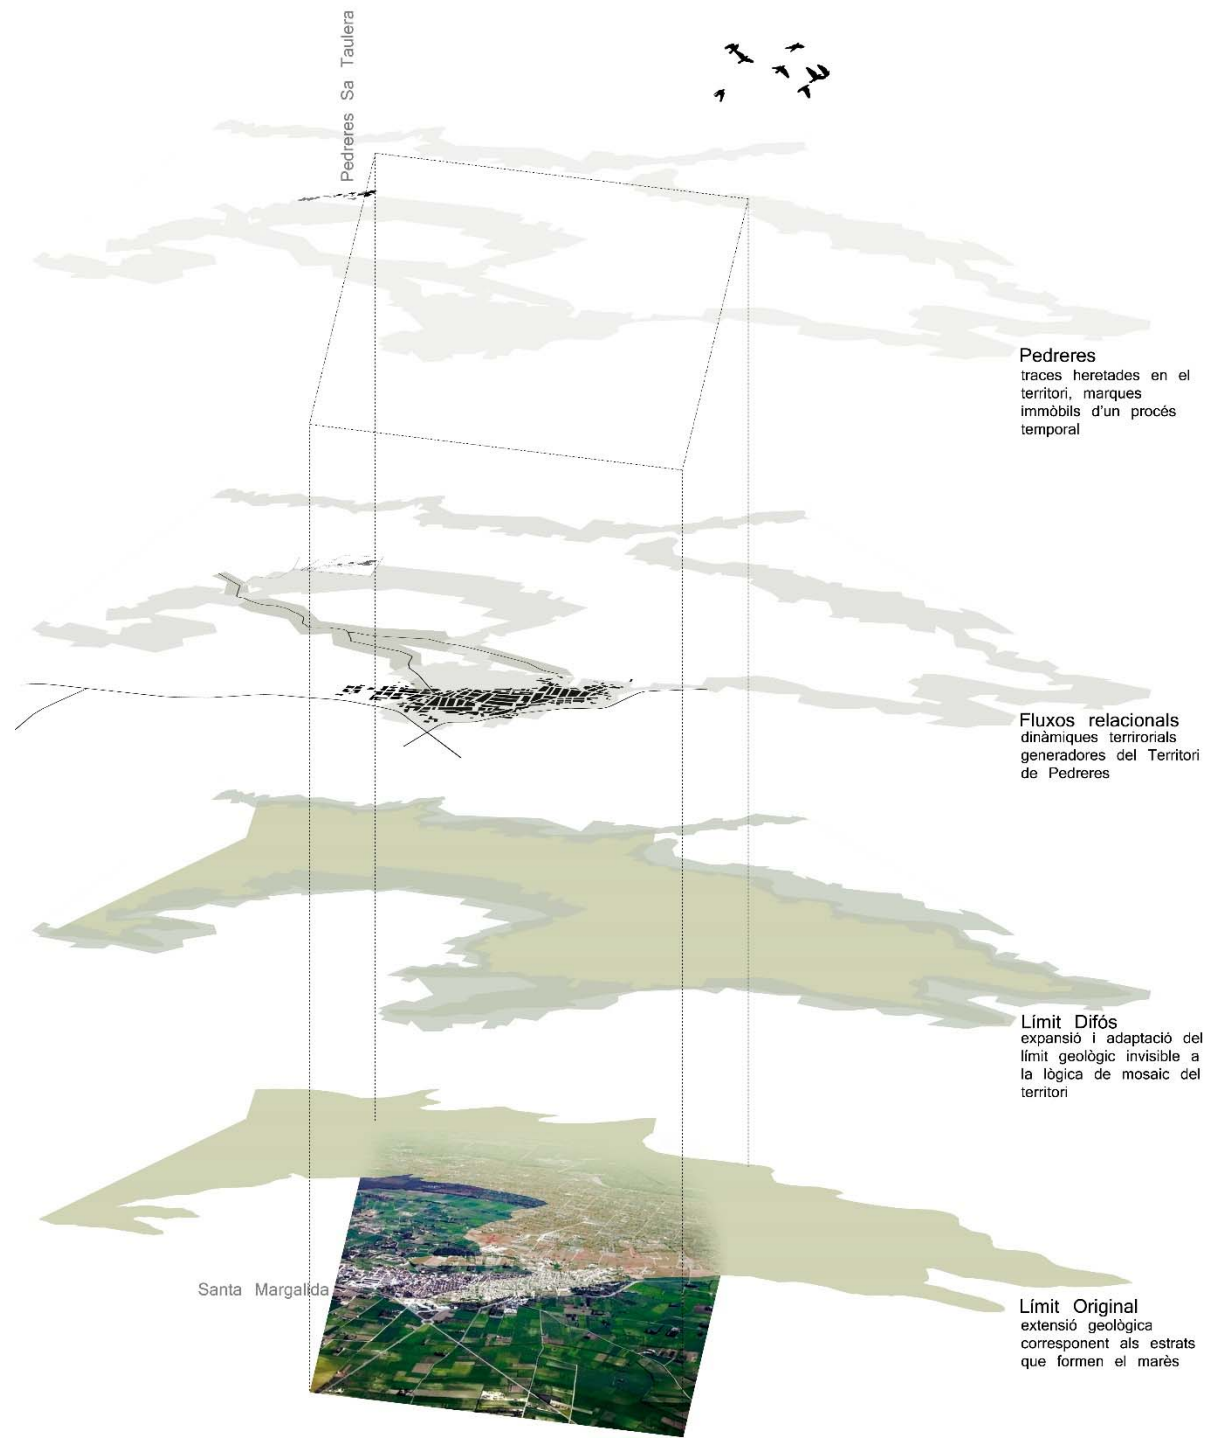 Pedreres Sa Taulera
Pedreres
traces heretades en el
territori, marques
immòbils d'un procés
temporal
Fluxos relacionals
dinàmiques terrirorials
generadores del Territori
de Pedreres
Límit Difós
expansió i adaptació del
límit geològic invisible a
la lògica de mosaic del
territori
Santa Margalida
Límit Original
extensió geològica
corresponent als estrats
que formen el marès